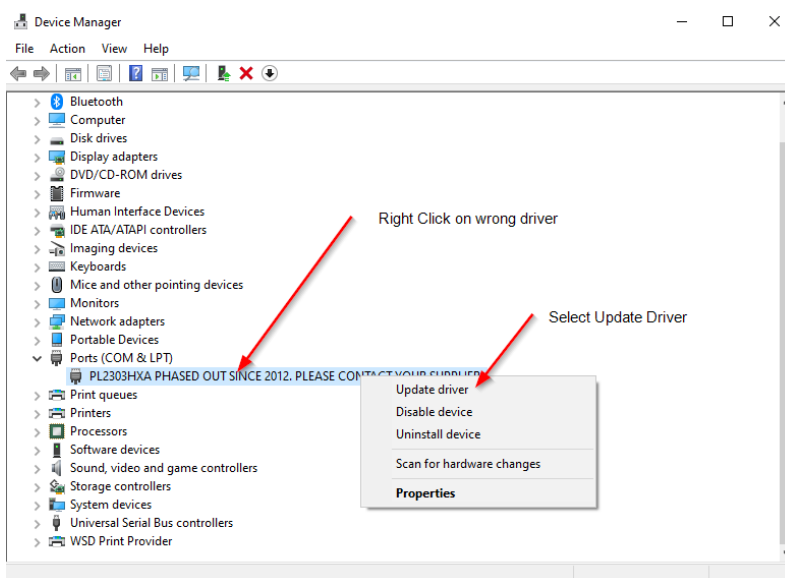 Device Manager
File Action View Help
Bluetooth
Computer
Disk drives
Display adapters
DVD/CD-ROM drives
Firmware
Human Interface Devices
Right Click on wrong driver
IDE ATA/ATAPI controllers
Imaging devices
Keyboards
Mice and other pointing devices
Monitors
Network adapters
Select Update Driver
Portable Devices
Ports (COM & LPT)
PL2303HXA PHASED OUT SINCE 2012. PLEASE CONTACT YOUR SUPPLIER
Update driver
Disable device
Uninstall device
Scan for hardware changes
Properties
Print queues
Printers
Processors
Software devices
Sound, video and game controllers
Storage controllers
System devices
Universal Serial Bus controllers
WSD Print Provider